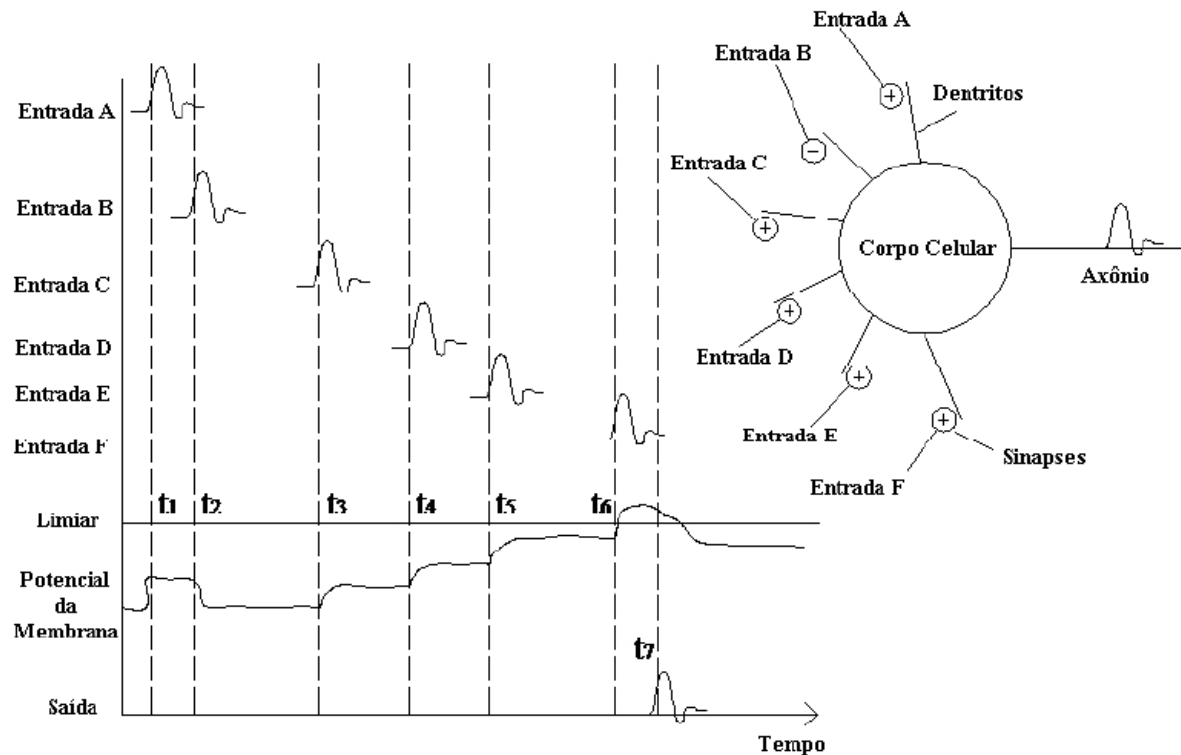 Entrada A
Entrada B
Entrada C
Entrada D
Entrada E
Entrada F
t1
t2
t3
t4
t5
t6
Limiar
Potencial
da
Membrana
t7
Saída
Tempo
Entrada A
Entrada B
+
Dentritos
−
Entrada C
+
Corpo Celular
Axônio
+
Entrada D
+
Entrada E
+
Sinapses
Entrada F